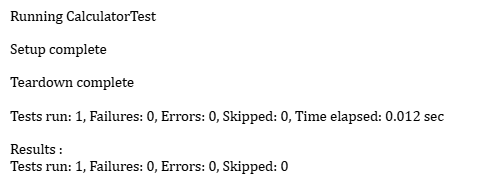 Running CalculatorTest
Setup complete
Teardown complete
Tests run: 1, Failures: 0, Errors: 0, Skipped: 0, Time elapsed: 0.012 sec
Results :
Tests run: 1, Failures: 0, Errors: 0, Skipped: 0